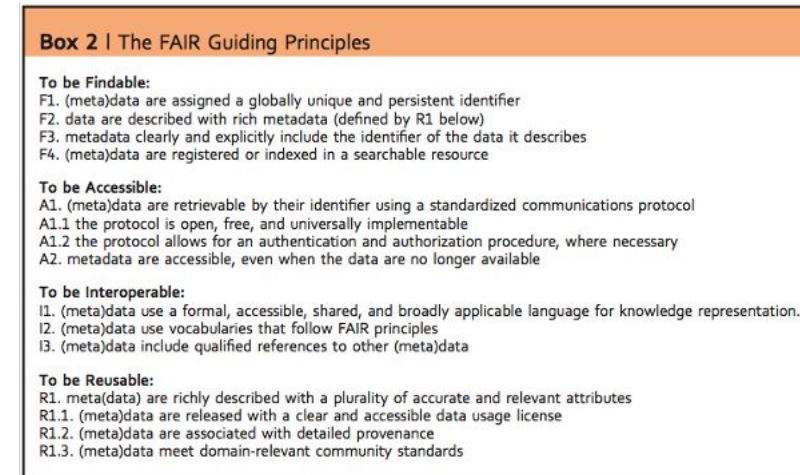 Box 2 | The FAIR Guiding Principles
To be Findable:
F1. (meta)data are assigned a globally unique and persistent identifier
F2. data are described with rich metadata (defined by R1 below)
F3. metadata clearly and explicitly include the identifier of the data it describes
F4. (meta)data are registered or indexed in a searchable resource
To be Accessible:
A1. (meta)data are retrievable by their identifier using a standardized communications protocol
A1.1 the protocol is open, free, and universally implementable
A1.2 the protocol allows for an authentication and authorization procedure, where necessary
A2. metadata are accessible, even when the data are no longer available
To be Interoperable:
I1. (meta)data use a formal, accessible, shared, and broadly applicable language for knowledge representation.
I2. (meta)data use vocabularies that follow FAIR principles
I3. (meta)data include qualified references to other (meta)data
To be Reusable:
R1. meta(data) are richly described with a plurality of accurate and relevant attributes
R1.1. (meta)data are released with a clear and accessible data usage license
R1.2. (meta)data are associated with detailed provenance
R1.3. (meta)data meet domain-relevant community standards